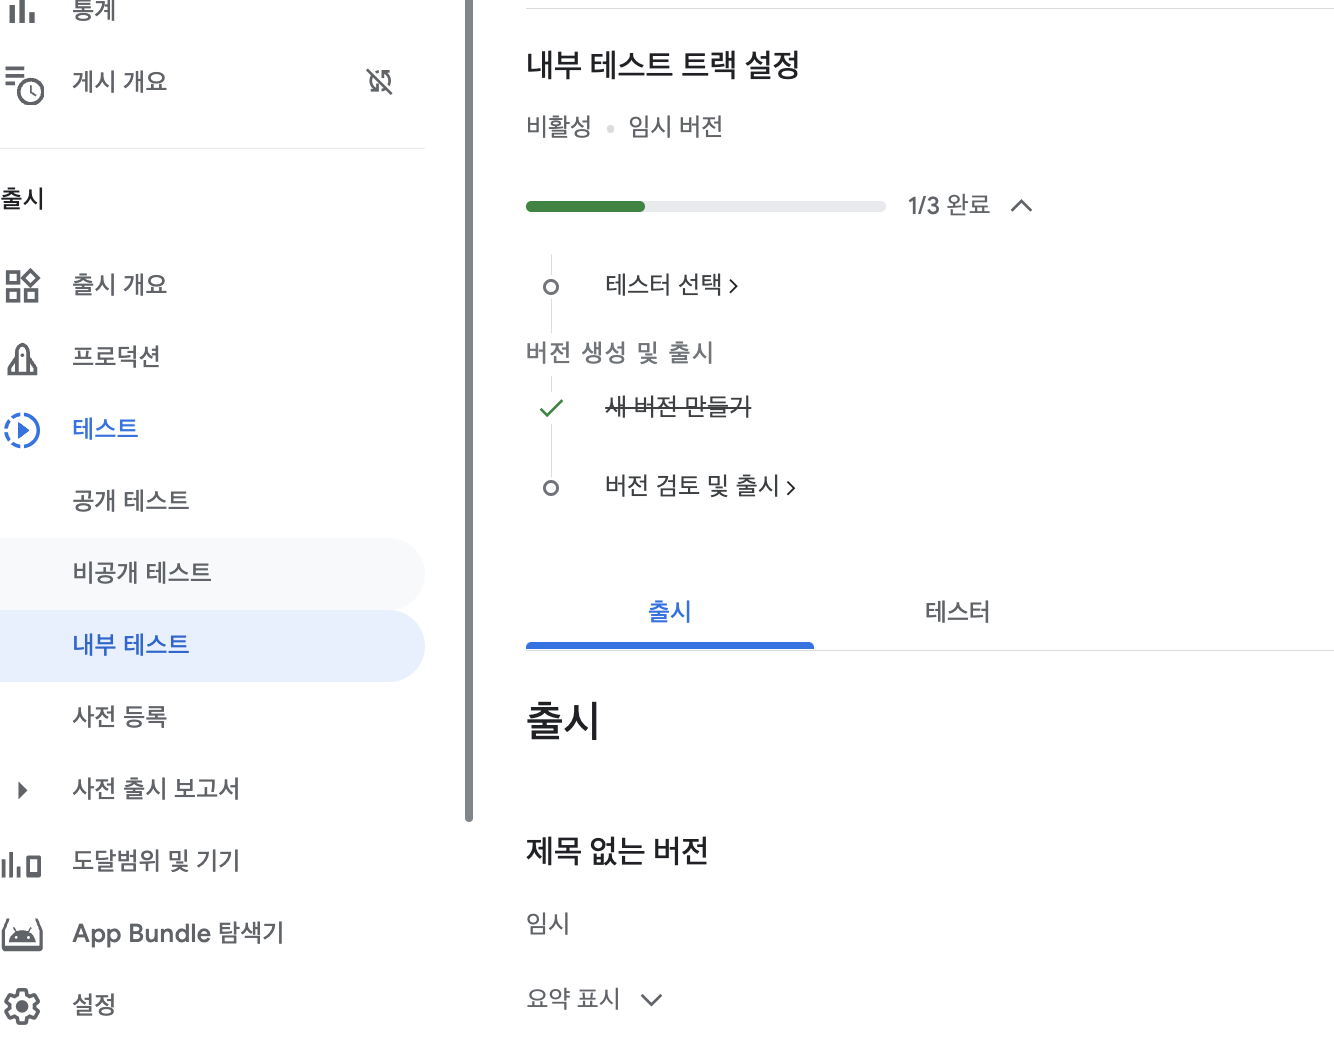 통계
게시 개요
출시
출시 개요
프로덕션
테스트
공개 테스트
비공개 테스트
내부 테스트
사전 등록
사전 출시 보고서
도달범위 및 기기
App Bundle 탐색기
설정
내부 테스트 트랙 설정
비활성 • 임시 버전
1/3 완료
테스터 선택
버전 생성 및 출시
새 버전 만들기
버전 검토 및 출시
출시 테스터
출시
제목 없는 버전
임시
요약 표시